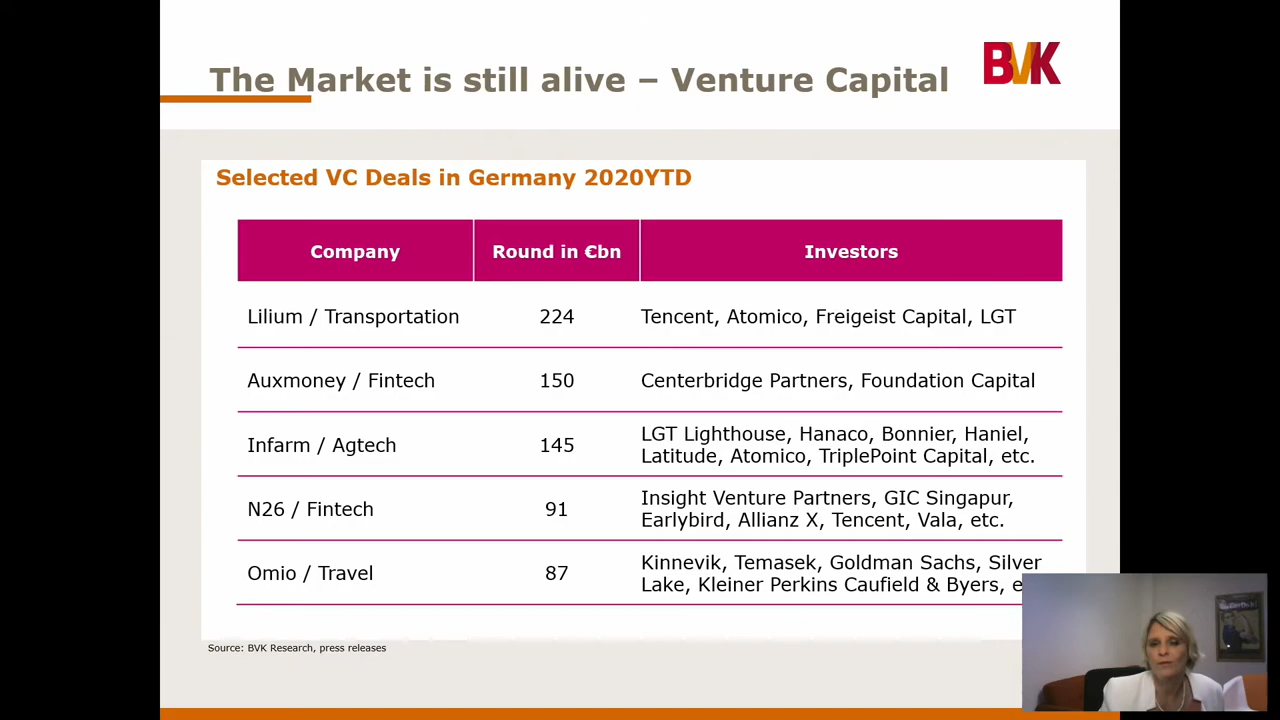 The Market is still alive – Venture Capital
BVK
Selected VC Deals in Germany 2020YTD
Company Round in €bn Investors
Lilium / Transportation 224 Tencent, Atomico, Freigeist Capital, LGT
Auxmoney / Fintech 150 Centerbridge Partners, Foundation Capital
Infarm / Agtech 145 LGT Lighthouse, Hanaco, Bonnier, Haniel,
Latitude, Atomico, TriplePoint Capital, etc.
N26 / Fintech 91 Insight Venture Partners, GIC Singapur,
Earlybird, Allianz X, Tencent, Vala, etc.
Omio / Travel 87 Kinnevik, Temasek, Goldman Sachs, Silver
Lake, Kleiner Perkins Caufield & Byers,
Source: BVK Research, press releases